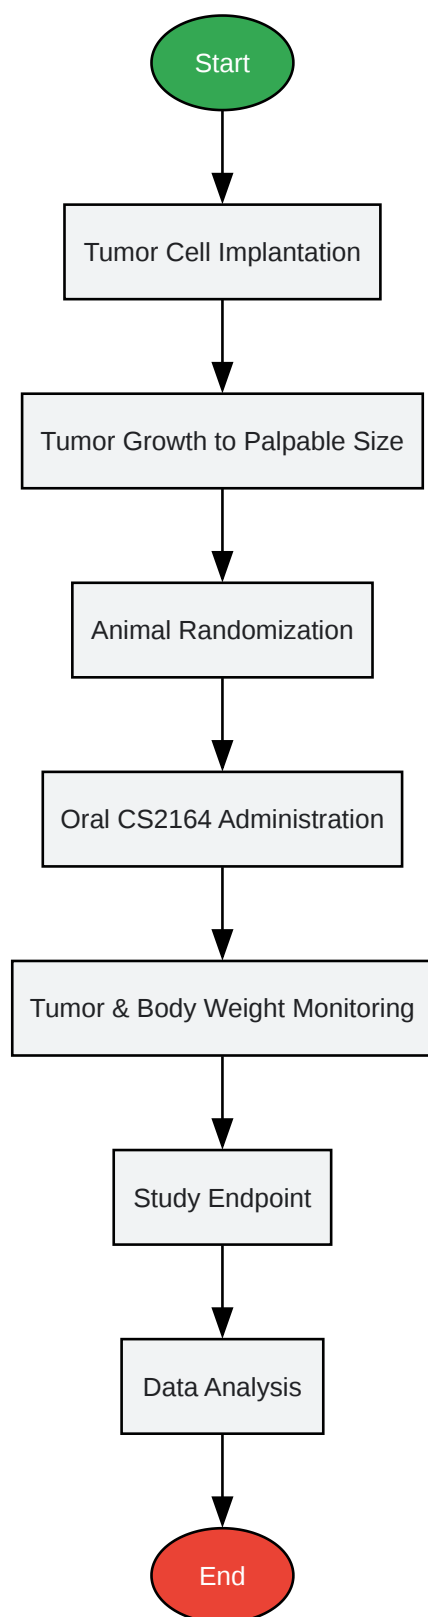 Start
Tumor Cell Implantation
Tumor Growth to Palpable Size
Animal Randomization
Oral CS2164 Administration
Tumor & Body Weight Monitoring
Study Endpoint
Data Analysis
End